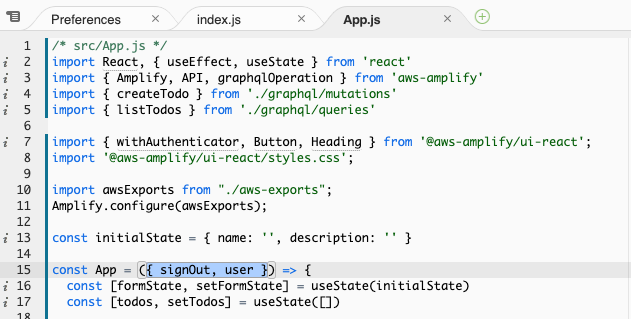 Preferences
index.js
App.js
1 /* src/App.js */
i 2 import React, { useEffect, useState } from 'react'
i 3 import { Amplify, API, graphqlOperation } from 'aws-amplify'
i 4 import { createTodo } from './graphql/mutations'
i 5 import { listTodos } from './graphql/queries'
6
i 7 import { withAuthenticator, Button, Heading } from '@aws-amplify/ui-react';
8 import '@aws-amplify/ui-react/styles.css';
9
10 import awsExports from "./aws-exports";
11 Amplify.configure(awsExports);
12
i 13 const initialState = { name: '', description: '' }
14
15 const App = ({ signOut, user }) => {
i 16 const [formState, setFormState] = useState(initialState)
i 17 const [todos, setTodos] = useState([])
18